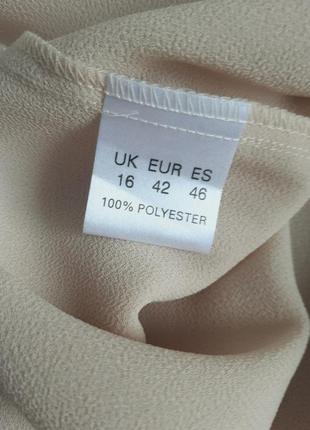 UK EUR ES
16 42 46
100% POLYESTER